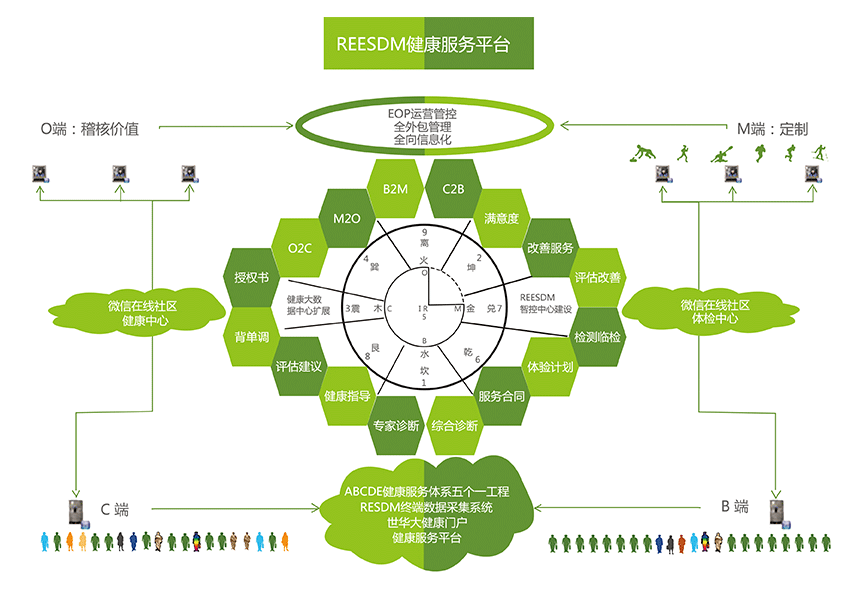 REESDM健康服务平台
EOP运营管控
全外包管理
全向信息化
O端：稽核价值
M端：定制
B2M
C2B
M2O
满意度
O2C
改善服务
授权书
评估改善
背单调
检测临检
评估建议
体验计划
健康指导
服务合同
专家诊断
综合诊断
微信在线社区
健康中心
微信在线社区
体检中心
健康大数
据中心扩展
REESDM
智控中心建设
9
离
火
O
4
巽
2
坤
3震
木
C
I R
S
M
金
兑7
B
水
坎
1
艮
8
乾
6
C 端
B 端
ABCDE健康服务体系五个一工程
RESDM终端数据采集系统
世华大健康门户
健康服务平台